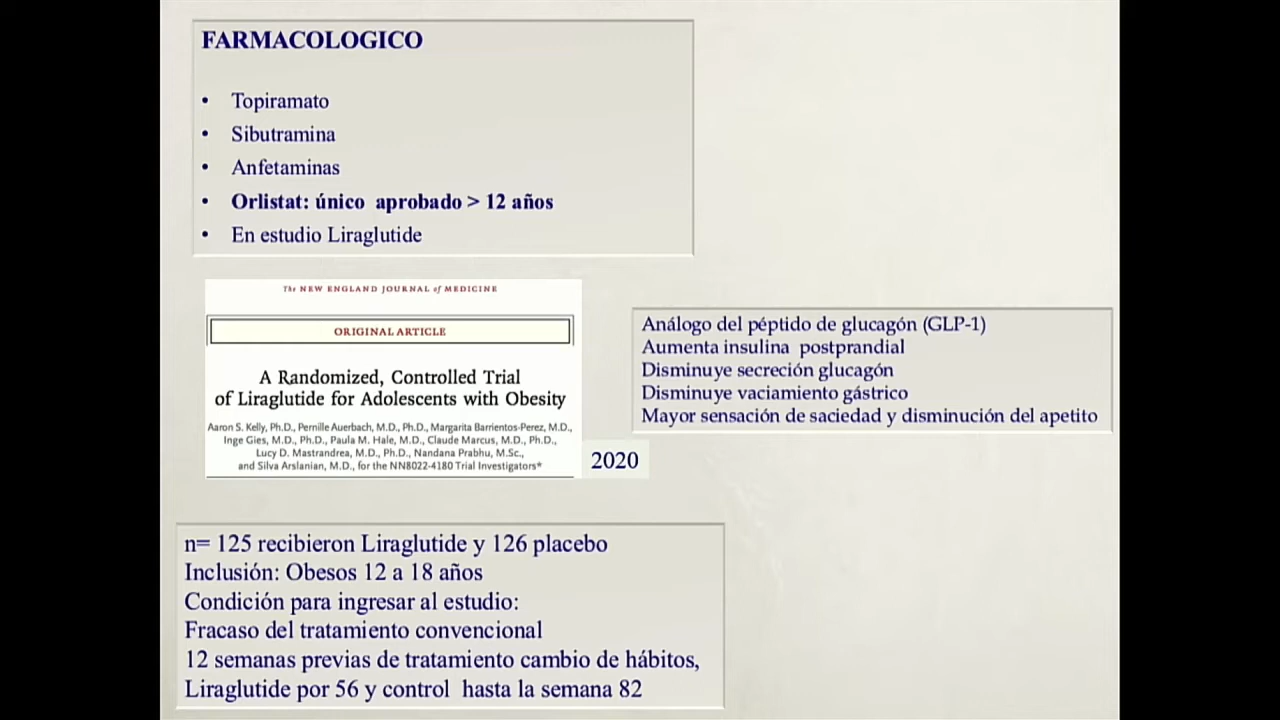 FARMACOLOGICO
• Topiramato
• Sibutramina
• Anfetaminas
• Orlistat: único aprobado > 12 años
• En estudio Liraglutide
The NEW ENGLAND JOURNAL of MEDICINE
ORIGINAL ARTICLE
A Randomized, Controlled Trial
of Liraglutide for Adolescents with Obesity
Aaron S. Kelly, Ph.D., Pernille Auerbach, M.D., Ph.D., Margarita Barrientos-Perez, M.D.,
Inge Gies, M.D., Ph.D., Paula M. Hale, M.D., Claude Marcus, M.D., Ph.D.,
Lucy D. Mastrandrea, M.D., Ph.D., Nandana Prabhu, M.Sc.,
and Silva Arslanian, M.D., for the NN8022-4180 Trial Investigators*
2020
Análogo del péptido de glucagón (GLP-1)
Aumenta insulina postprandial
Disminuye secreción glucagón
Disminuye vaciamiento gástrico
Mayor sensación de saciedad y disminución del apetito
n= 125 recibieron Liraglutide y 126 placebo
Inclusión: Obesos 12 a 18 años
Condición para ingresar al estudio:
Fracaso del tratamiento convencional
12 semanas previas de tratamiento cambio de hábitos,
Liraglutide por 56 y control hasta la semana 82